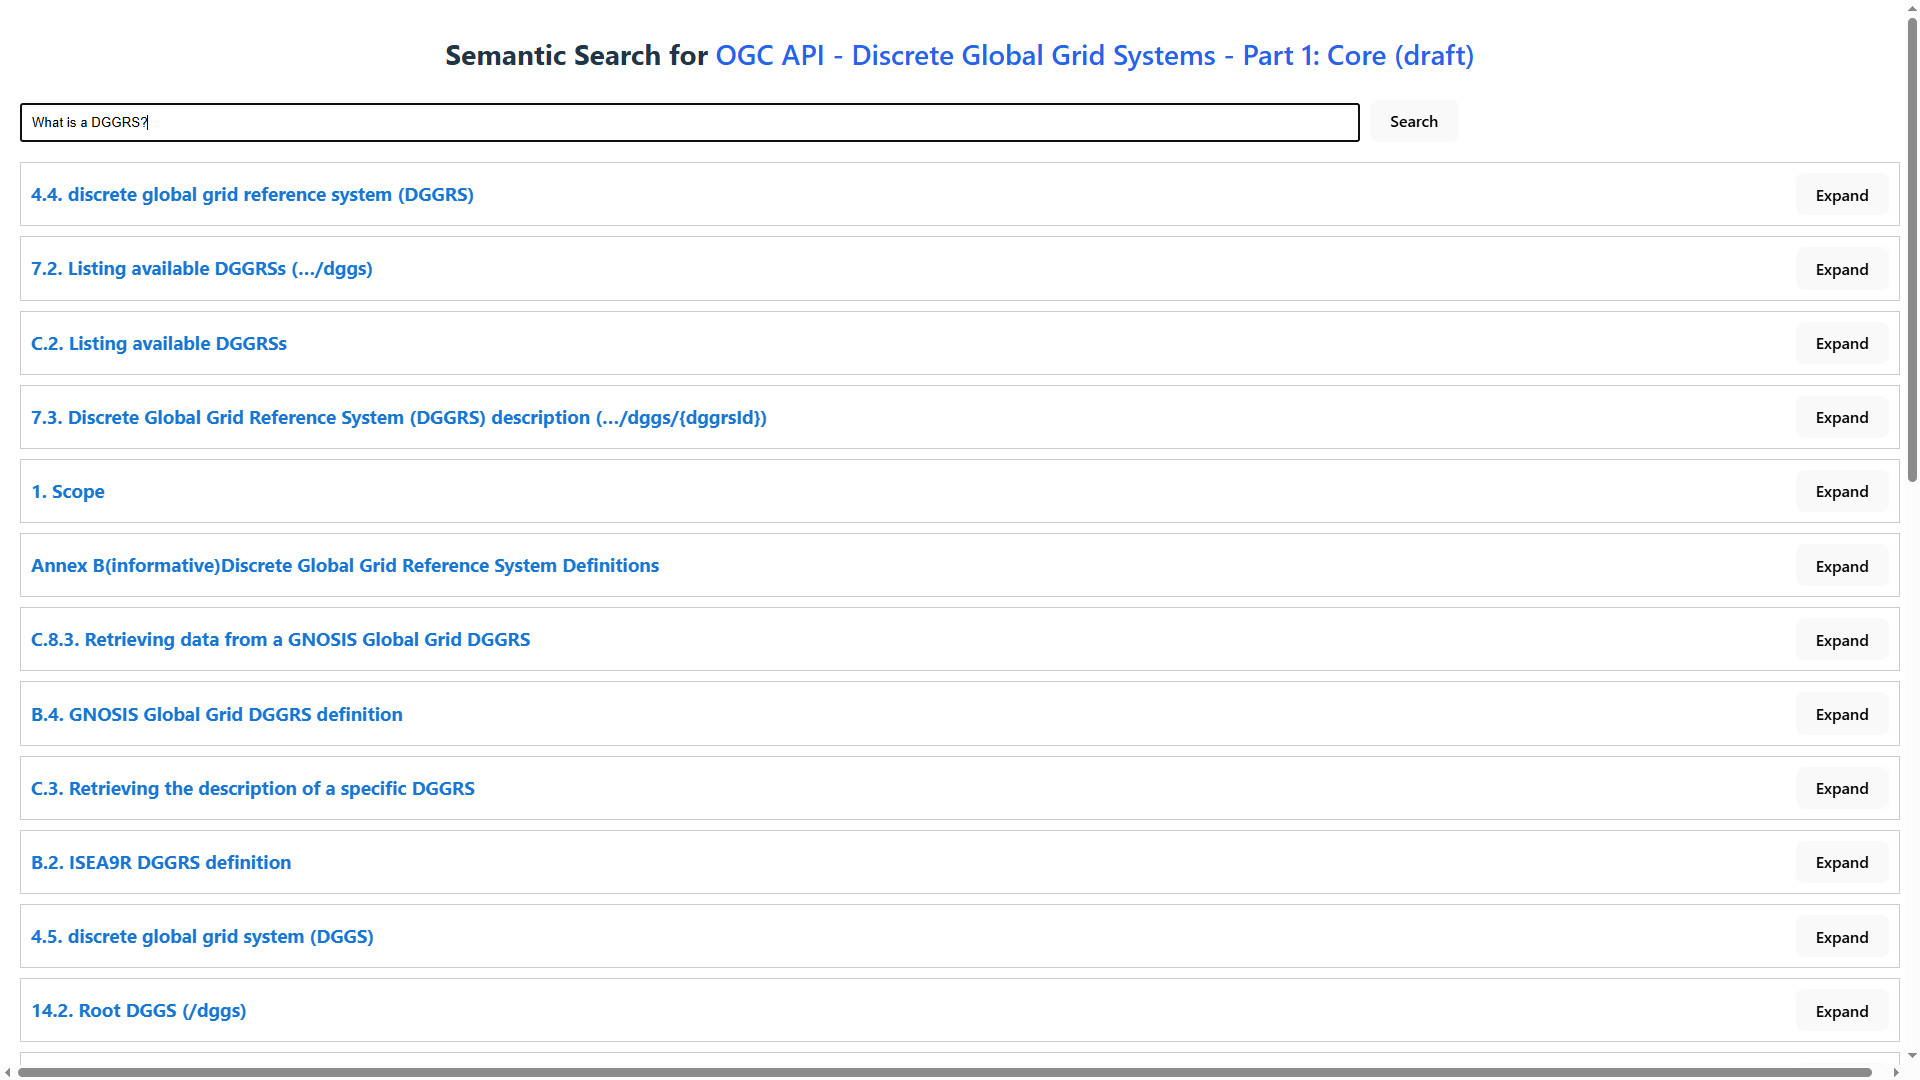 Semantic Search for OGC API - Discrete Global Grid Systems - Part 1: Core (draft)
What is a DGGRS?
Search
4.4. discrete global grid reference system (DGGRS)
Expand
7.2. Listing available DGGRSs (…/dggs)
Expand
C.2. Listing available DGGRSs
Expand
7.3. Discrete Global Grid Reference System (DGGRS) description (…/dggs/{dggrsId})
Expand
1. Scope
Expand
Annex B(informative)Discrete Global Grid Reference System Definitions
Expand
C.8.3. Retrieving data from a GNOSIS Global Grid DGGRS
Expand
B.4. GNOSIS Global Grid DGGRS definition
Expand
C.3. Retrieving the description of a specific DGGRS
Expand
B.2. ISEA9R DGGRS definition
Expand
4.5. discrete global grid system (DGGS)
Expand
14.2. Root DGGS (/dggs)
Expand